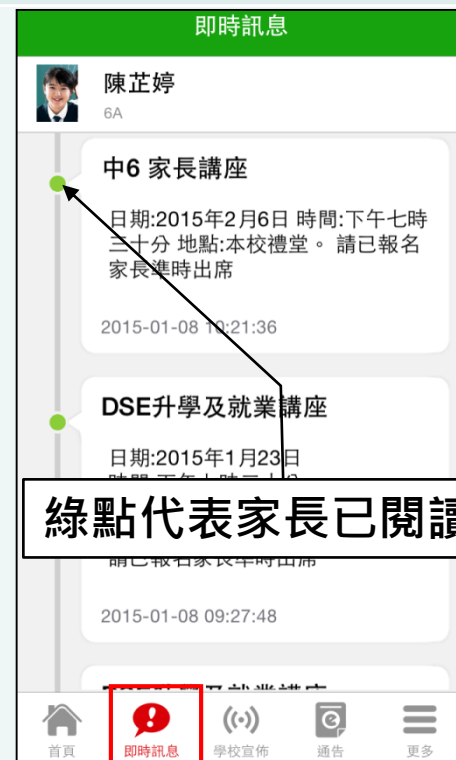 即時訊息
陳芷婷
6A
中6 家長講座
日期:2015年2月6日 時間:下午七時
三十分 地點:本校禮堂。 請已報名
家長準時出席
2015-01-08 10:21:36
DSE升學及就業講座
日期:2015年1月23日
綠點代表家長已閱讀
請已報名家長準時出席
2015-01-08 09:27:48
首頁
即時訊息
學校宣佈
通告
更多